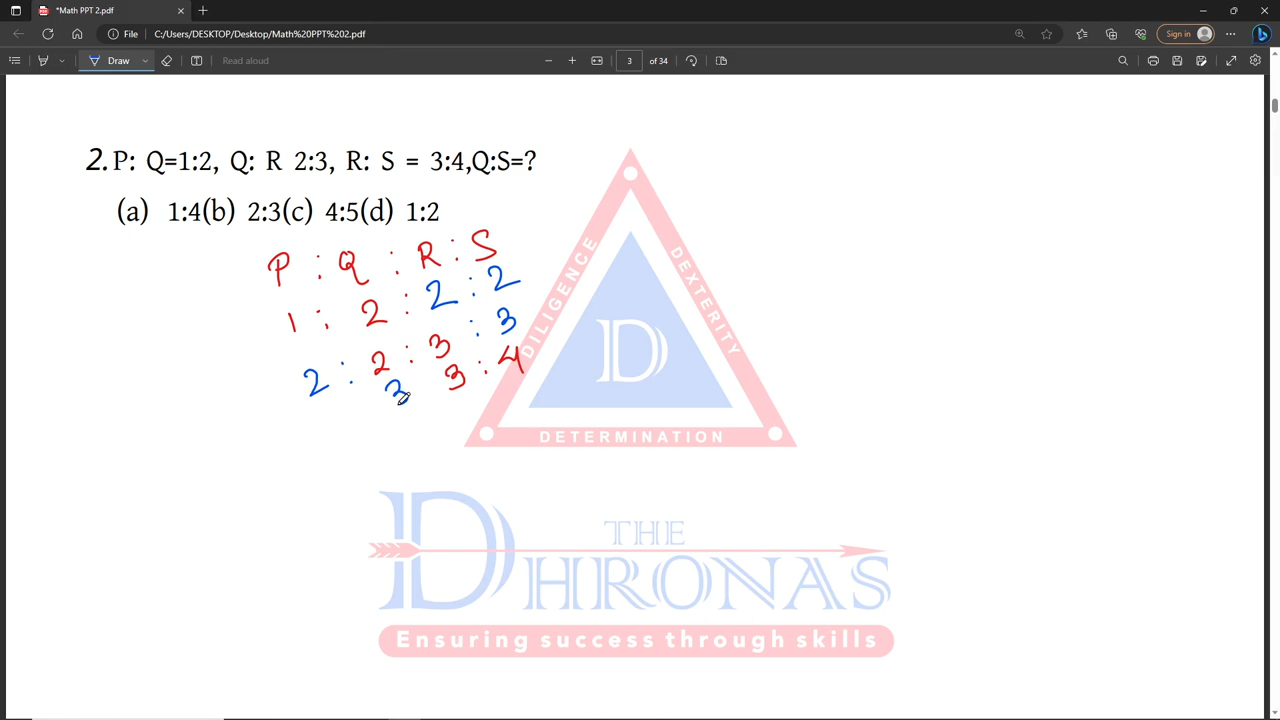 *Math PPT 2.pdf
File C:/Users/DESKTOP/Desktop/Math%20PPT%202.pdf Sign in
Draw Read aloud 3 of 34
2. P: Q=1:2, Q: R 2:3, R: S = 3:4,Q:S=?
(a) 1:4(b) 2:3(c) 4:5(d) 1:2
P : Q : R : S
1 : 2 : 2 : 2
2 : 2 : 3 : 3
3 3 : 4
DILIGENCE
DEXTERITY
D
DETERMINATION
THE
DHRONAS
Ensuring success through skills